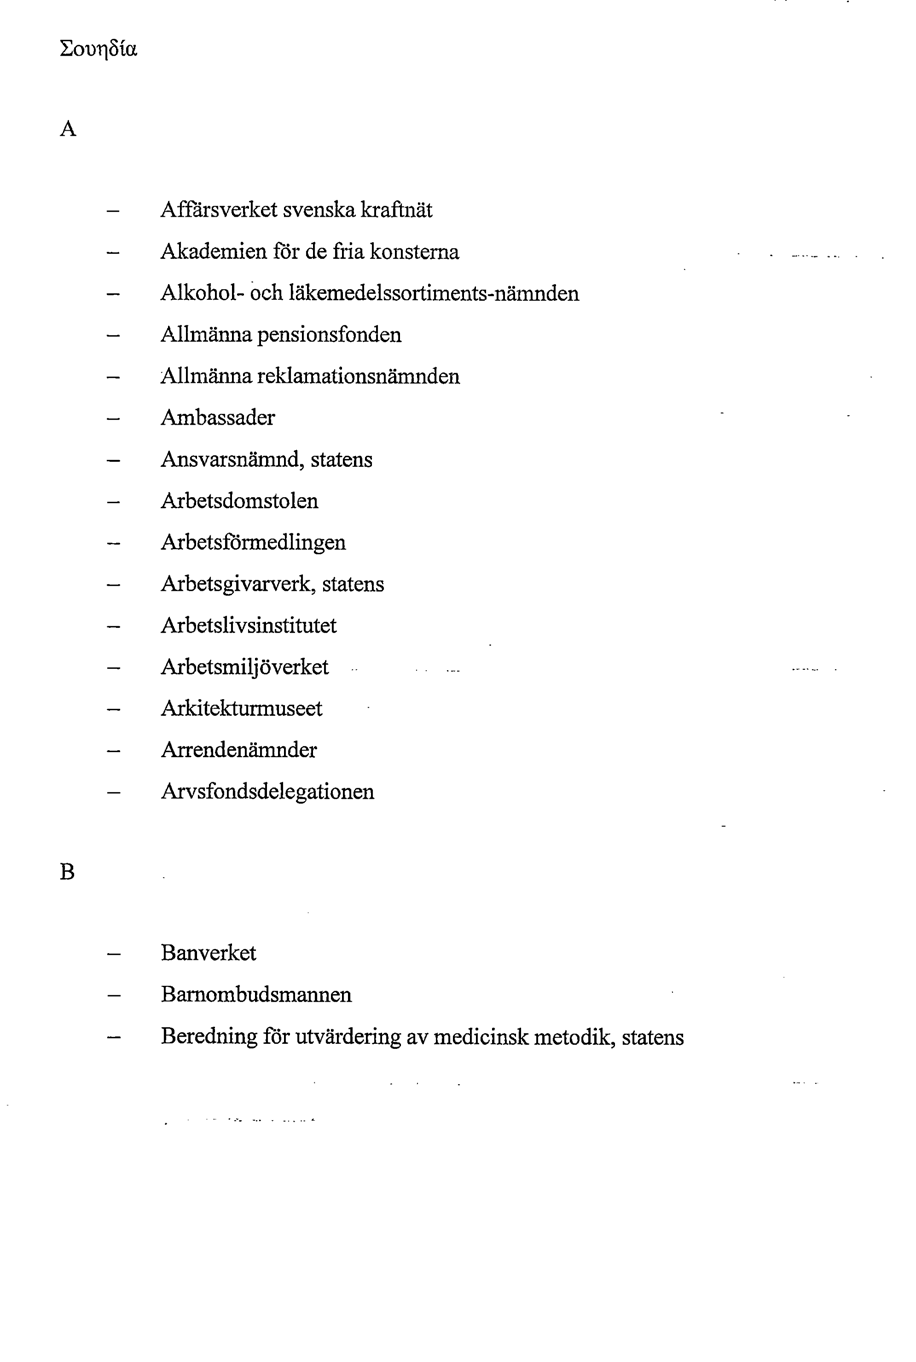 Σουηδία
A
– Affärsverket svenska kraftnät
– Akademien för de fria konsterna
– Alkohol- och läkemedelssortiments-nämnden
– Allmänna pensionsfonden
– Allmänna reklamationsnämnden
– Ambassader
– Ansvarsnämnd, statens
– Arbetsdomstolen
– Arbetsförmedlingen
– Arbetsgivarverk, statens
– Arbetslivsinstitutet
– Arbetsmiljöverket
– Arkitekturmuseet
– Arrendenämnder
– Arvsfondsdelegationen
B
– Banverket
– Barnombudsmannen
– Beredning för utvärdering av medicinsk metodik, statens